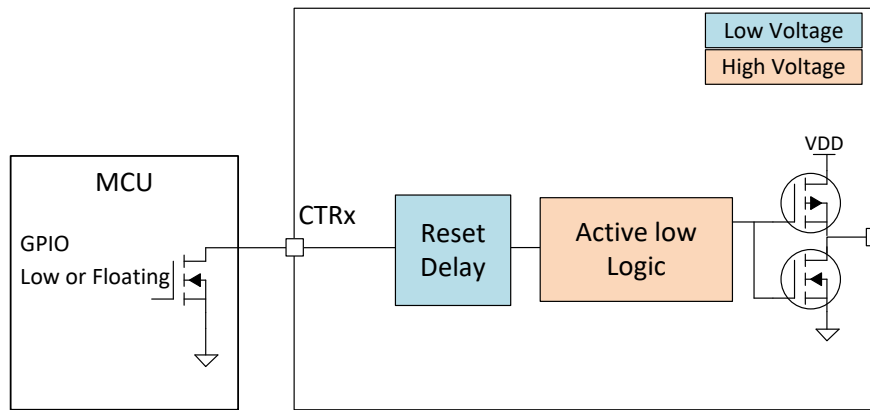 Low Voltage
High Voltage
VDD
MCU
CTRx
GPIO
Low or Floating
Reset
Delay
Active low
Logic